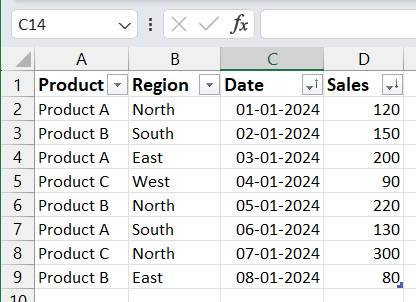 C14 fx
A B C D
1 Product Region Date Sales
2 Product A North 01-01-2024 120
3 Product B South 02-01-2024 150
4 Product A East 03-01-2024 200
5 Product C West 04-01-2024 90
6 Product B North 05-01-2024 220
7 Product A South 06-01-2024 130
8 Product C North 07-01-2024 300
9 Product B East 08-01-2024 80
10